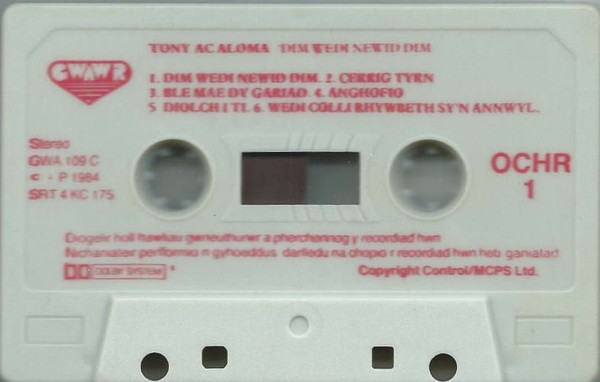 TONY AC ALOMA 'DIM WEDI NEWID DIM
GWAWR
1. DIM WEDI NEWID DIM. 2. CERRIG TYRN
3. BLE MAE DY GARIAD. 4. ANGHOFIO
5 DIOLCH I TI. 6. WEDI COLLI RHYWBETH SY'N ANNWYL.
Stereo
GWA 109 C
c - P 1984
SRT 4 KC 175
OCHR
1
Diogelir holl hawliau gwneuthurwr a pherchennog y recordiad hwn
Nichaniateir perfformio n gyhoeddus darlledu na chopio r recordiad hwn heb ganiatad
DOLBY SYSTEM
Copyright Control/MCPS Ltd.